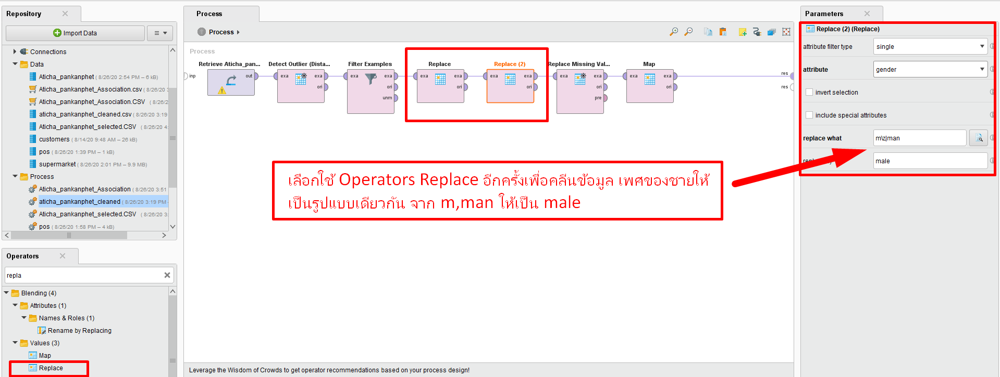 Repository
Import Data
Connections
Data
Aticha_pankanphet ( 8/26/20 2:54 PM – 6 kB)
Aticha_pankanphet_Association.csv ( 8/26/20
Aticha_pankanphet_Association.CSV ( 8/26/2
aticha_pankanphet_cleaned.csv ( 8/26/20 3:19
Aticha_pankanphet_selected.CSV ( 8/26/20 4:
customers ( 8/14/20 9:48 AM – 26 kB)
pos ( 8/26/20 1:39 PM – 1 kB)
supermarket ( 8/26/20 2:01 PM – 9.9 MB)
Process
Aticha_pankanphet_Association ( 8/26/20 3:51
aticha_pankanphet_cleaned ( 8/26/20 3:19 PM -
Aticha_pankanphet_selected.CSV ( 8/26/20 3:
pos ( 8/26/20 1:58 PM – 4 kB)
Operators
repla
Blending (4)
Attributes (1)
Names & Roles (1)
Rename by Replacing
Values (3)
Map
Replace
Process
Process
Process
Retrieve Aticha_pan... Detect Outlier (Dista... Filter Examples Replace Replace (2) Replace Missing Val... Map
inp out exa exa exa exa exa exa exa exa exa exa exa exa res
ori ori ori ori ori ori res
unm pre
เลือกใช้ Operators Replace อีกครั้งเพื่อคลีนข้อมูล เพศของชายให้
เป็นรูปแบบเดียวกัน จาก m,man ให้เป็น male
Leverage the Wisdom of Crowds to get operator recommendations based on your process design!
Parameters
Replace (2) (Replace)
attribute filter type single
attribute gender
invert selection
include special attributes
replace what m\z|man
male